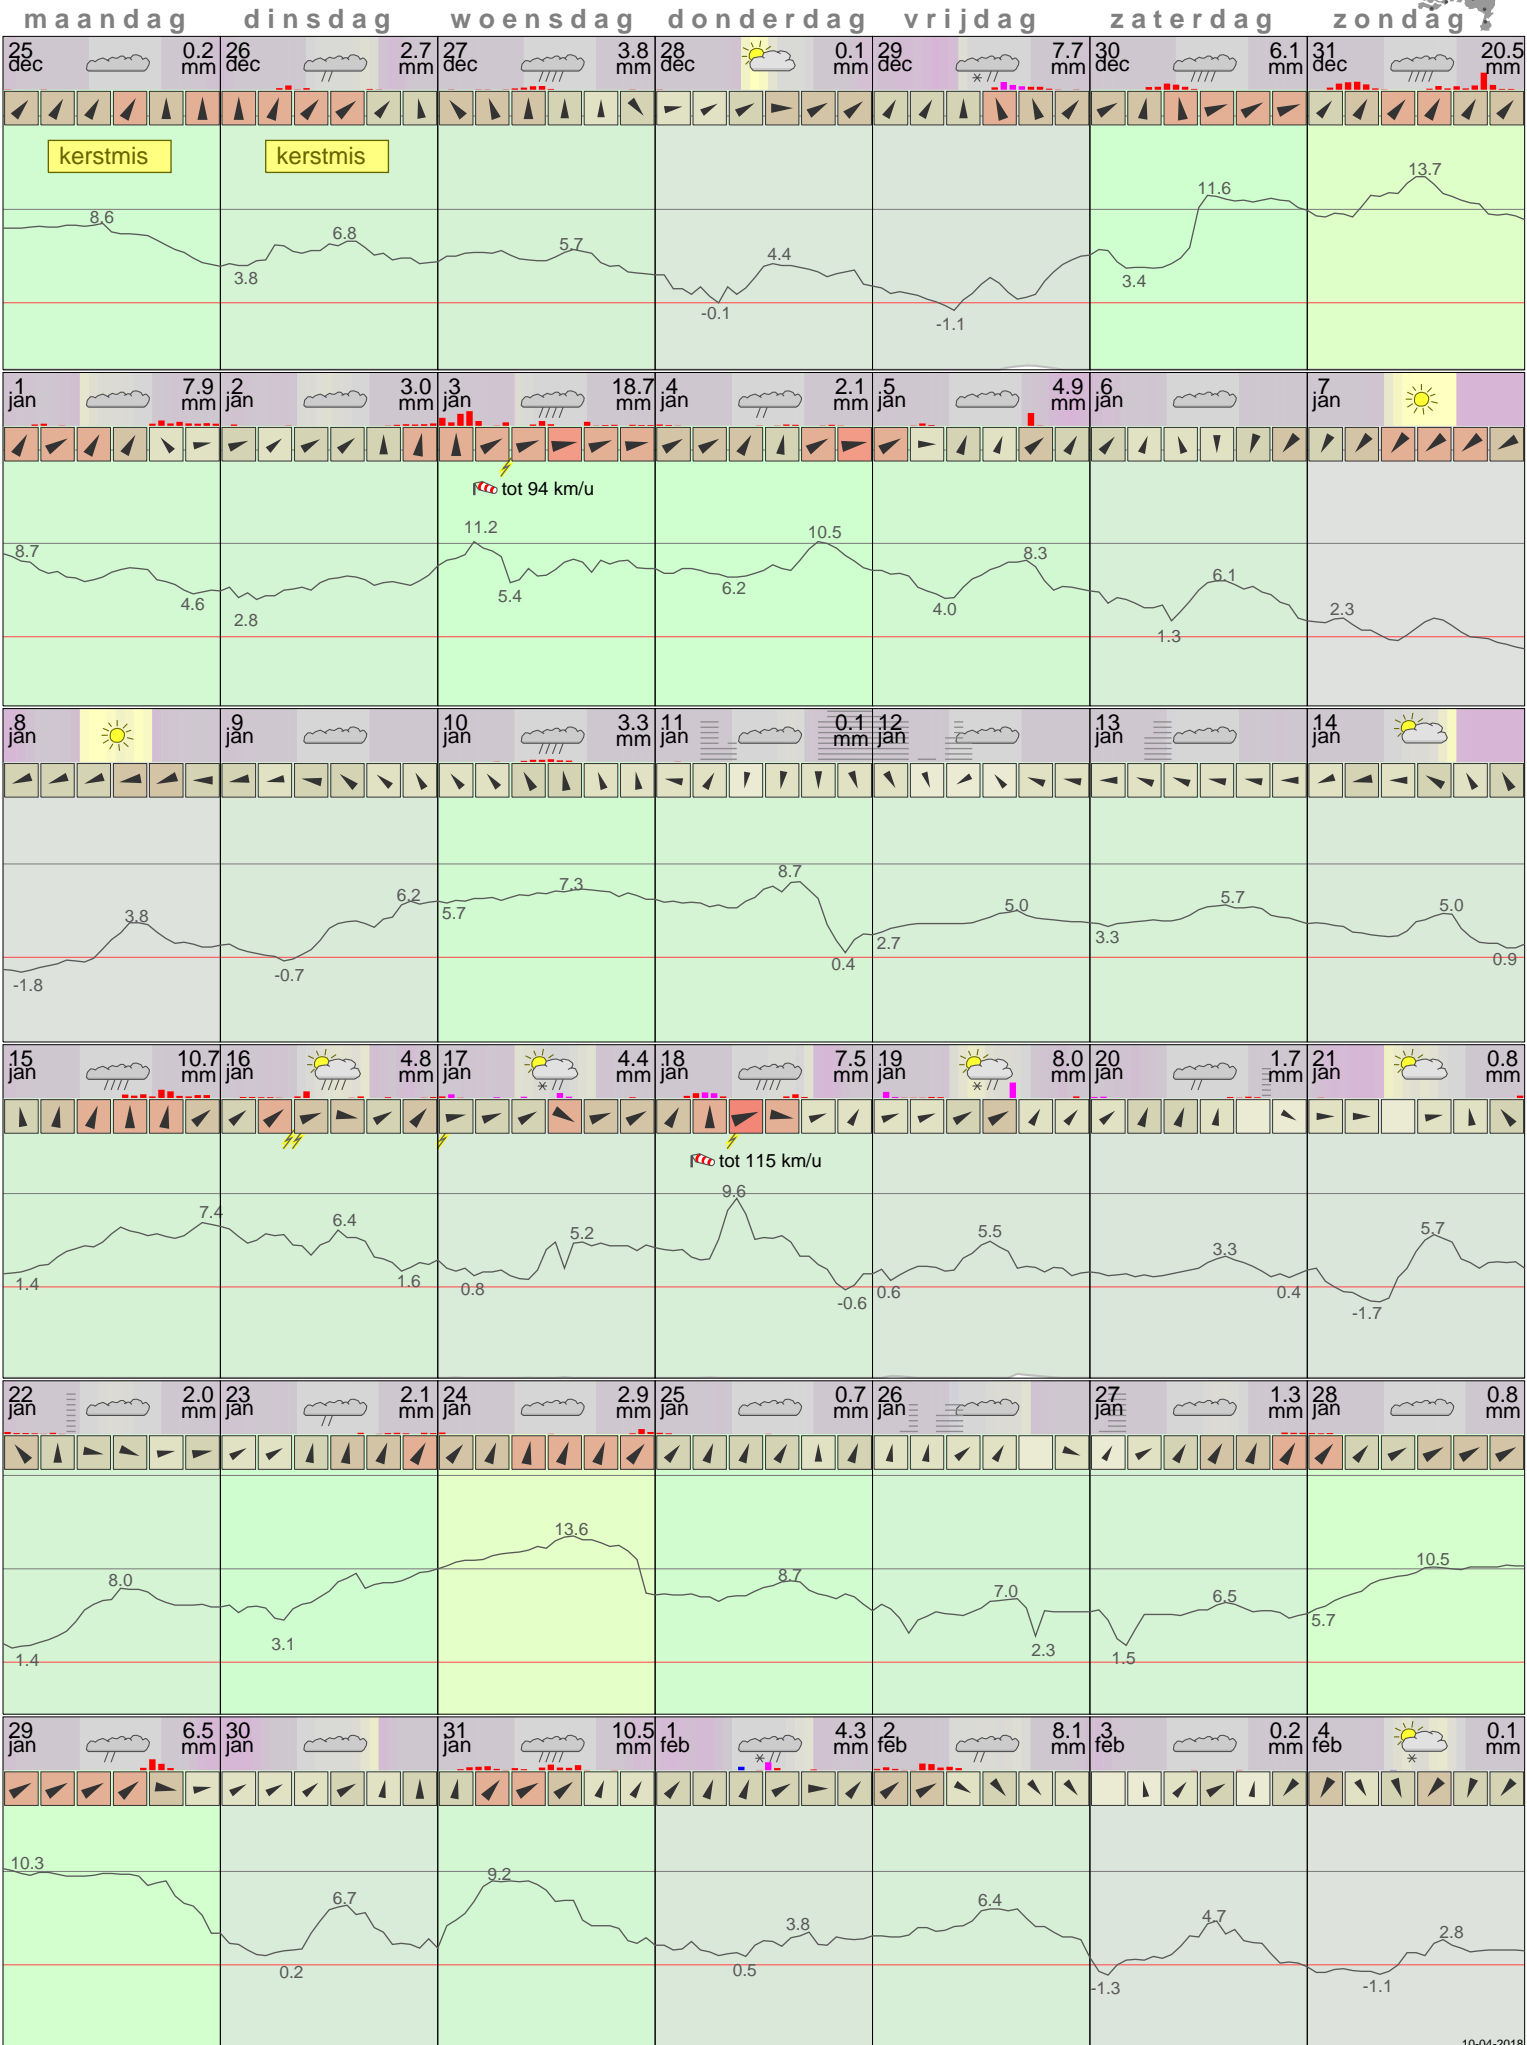 maandag dinsdag woensdag donderdag vrijdag zaterdag zondag
25 dec 0.2 mm 26 dec 2.7 mm 27 dec 3.8 mm 28 dec 0.1 mm 29 dec 7.7 mm 30 dec 6.1 mm 31 dec 20.5 mm
kerstmis kerstmis
13.7
11.6
8.6
6.8
5.7
4.4
3.8 3.4
-0.1
-1.1
1 jan 7.9 mm 2 jan 3.0 mm 3 jan 18.7 mm 4 jan 2.1 mm 5 jan 4.9 mm 6 jan 7 jan
tot 94 km/u
11.2 10.5
8.7 8.3
6.1
5.4 6.2
4.6 4.0 2.3
2.8
1.3
8 jan 9 jan 10 jan 3.3 mm 11 jan 0.1 mm 12 jan 13 jan 14 jan
8.7
7.3
6.2 5.7
3.8 5.7 5.0 5.0
2.7 3.3
-0.7 0.4 0.9
-1.8
15 jan 10.7 mm 16 jan 4.8 mm 17 jan 4.4 mm 18 jan 7.5 mm 19 jan 8.0 mm 20 jan 1.7 mm 21 jan 0.8 mm
tot 115 km/u
9.6
7.4 6.4
5.2 5.5 5.7
3.3
1.4 1.6 0.8 0.6 0.4
-0.6
-1.7
22 jan 2.0 mm 23 jan 2.1 mm 24 jan 2.9 mm 25 jan 0.7 mm 26 jan 27 jan 1.3 mm 28 jan 0.8 mm
13.6
10.5
8.0 8.7
7.0 6.5
5.7
3.1 2.3
1.4 1.5
29 jan 6.5 mm 30 jan 31 jan 10.5 mm 1 feb 4.3 mm 2 feb 8.1 mm 3 feb 0.2 mm 4 feb 0.1 mm
10.3
9.2
6.7 6.4
4.7
3.8
2.8
0.2 0.5
-1.3 -1.1
10-04-2018